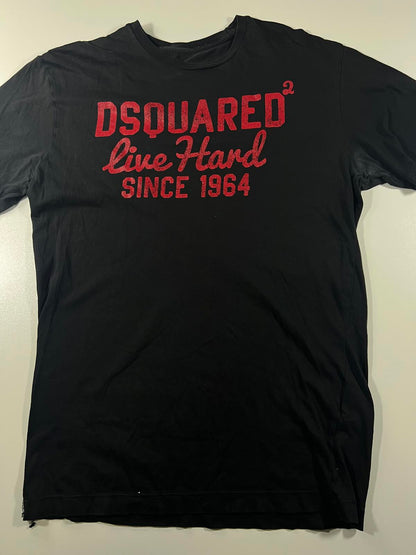 DSQUARED²
live Hard
SINCE 1964